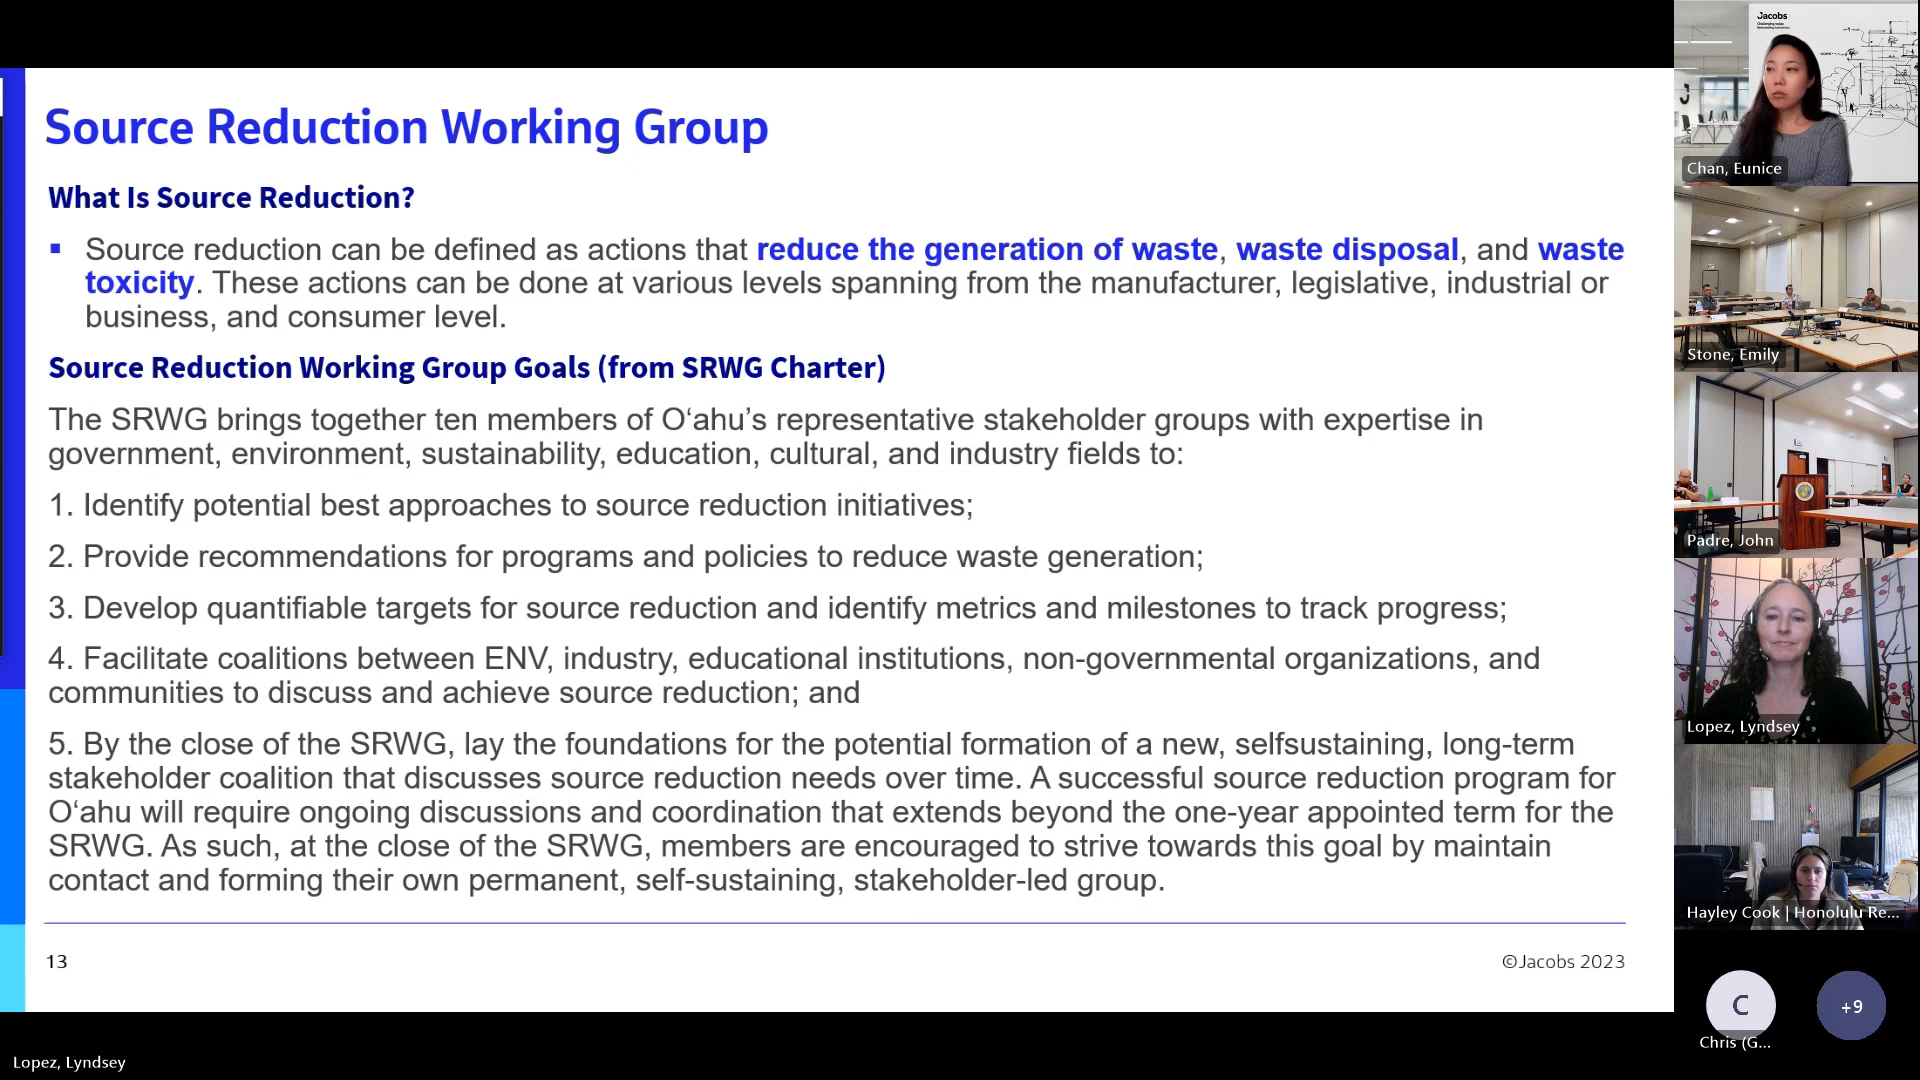 Source Reduction Working Group
What Is Source Reduction?
▪ Source reduction can be defined as actions that reduce the generation of waste, waste disposal, and waste
toxicity. These actions can be done at various levels spanning from the manufacturer, legislative, industrial or
business, and consumer level.
Source Reduction Working Group Goals (from SRWG Charter)
The SRWG brings together ten members of Oʻahu’s representative stakeholder groups with expertise in
government, environment, sustainability, education, cultural, and industry fields to:
1. Identify potential best approaches to source reduction initiatives;
2. Provide recommendations for programs and policies to reduce waste generation;
3. Develop quantifiable targets for source reduction and identify metrics and milestones to track progress;
4. Facilitate coalitions between ENV, industry, educational institutions, non-governmental organizations, and
communities to discuss and achieve source reduction; and
5. By the close of the SRWG, lay the foundations for the potential formation of a new, selfsustaining, long-term
stakeholder coalition that discusses source reduction needs over time. A successful source reduction program for
Oʻahu will require ongoing discussions and coordination that extends beyond the one-year appointed term for the
SRWG. As such, at the close of the SRWG, members are encouraged to strive towards this goal by maintain
contact and forming their own permanent, self-sustaining, stakeholder-led group.
13
©Jacobs 2023
Lopez, Lyndsey
Jacobs
Chan, Eunice
Stone, Emily
Padre, John
Lopez, Lyndsey
Hayley Cook | Honolulu Re...
C
+9
Chris (G...